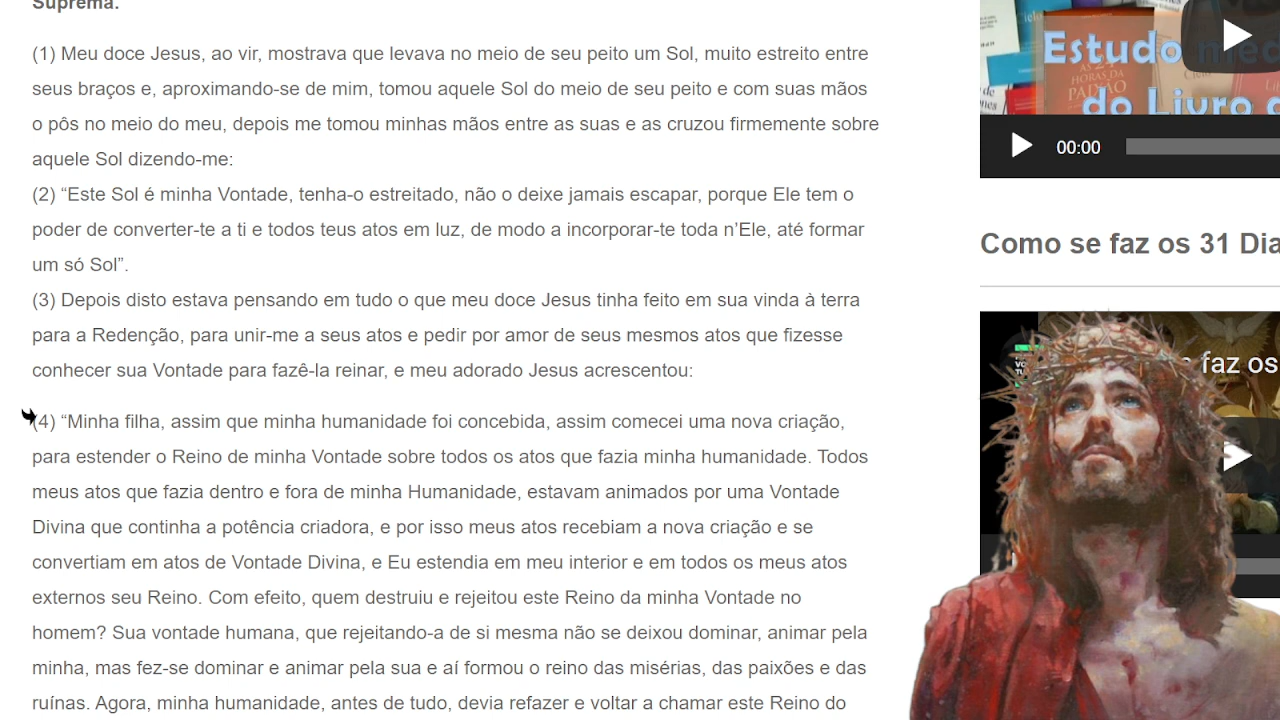 Suprema.
(1) Meu doce Jesus, ao vir, mostrava que levava no meio de seu peito um Sol, muito estreito entre
seus braços e, aproximando-se de mim, tomou aquele Sol do meio de seu peito e com suas mãos
o pôs no meio do meu, depois me tomou minhas mãos entre as suas e as cruzou firmemente sobre
aquele Sol dizendo-me:
(2) “Este Sol é minha Vontade, tenha-o estreitado, não o deixe jamais escapar, porque Ele tem o
poder de converter-te a ti e todos teus atos em luz, de modo a incorporar-te toda n’Ele, até formar
um só Sol”.
(3) Depois disto estava pensando em tudo o que meu doce Jesus tinha feito em sua vinda à terra
para a Redenção, para unir-me a seus atos e pedir por amor de seus mesmos atos que fizesse
conhecer sua Vontade para fazê-la reinar, e meu adorado Jesus acrescentou:
(4) “Minha filha, assim que minha humanidade foi concebida, assim comecei uma nova criação,
para estender o Reino de minha Vontade sobre todos os atos que fazia minha humanidade. Todos
meus atos que fazia dentro e fora de minha Humanidade, estavam animados por uma Vontade
Divina que continha a potência criadora, e por isso meus atos recebiam a nova criação e se
convertiam em atos de Vontade Divina, e Eu estendia em meu interior e em todos os meus atos
externos seu Reino. Com efeito, quem destruiu e rejeitou este Reino da minha Vontade no
homem? Sua vontade humana, que rejeitando-a de si mesma não se deixou dominar, animar pela
minha, mas fez-se dominar e animar pela sua e aí formou o reino das misérias, das paixões e das
ruínas. Agora, minha humanidade, antes de tudo, devia refazer e voltar a chamar este Reino do
Estudo
AS 24
HORAS DA
PAIXÃO
do Livro
00:00
Como se faz os 31 Dia
faz os